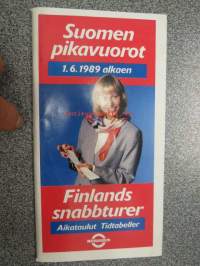 Suomen
pikavuorot
1.6.1989 alkaen
Finlands
snabbturer
Aikataulut Tidtabeller